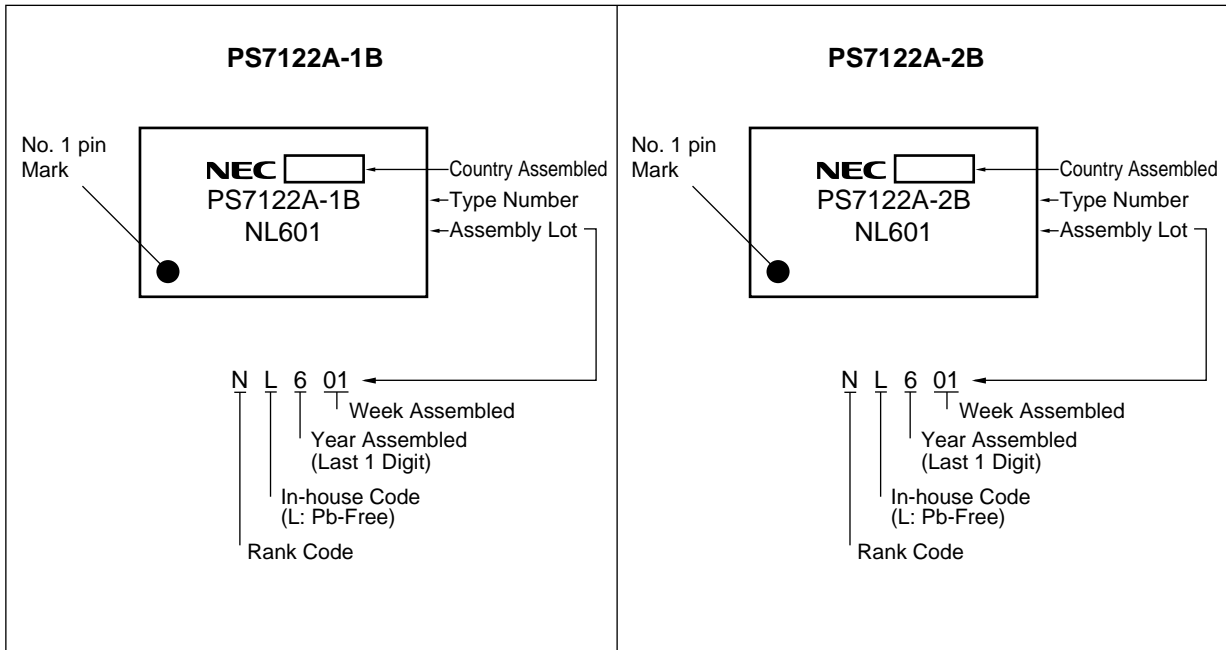 PS7122A-1B
No. 1 pin
Mark
NEC
Country Assembled
PS7122A-1B
Type Number
NL601
Assembly Lot
N L 6 01
Week Assembled
Year Assembled
(Last 1 Digit)
In-house Code
(L: Pb-Free)
Rank Code
PS7122A-2B
No. 1 pin
Mark
NEC
Country Assembled
PS7122A-2B
Type Number
NL601
Assembly Lot
N L 6 01
Week Assembled
Year Assembled
(Last 1 Digit)
In-house Code
(L: Pb-Free)
Rank Code